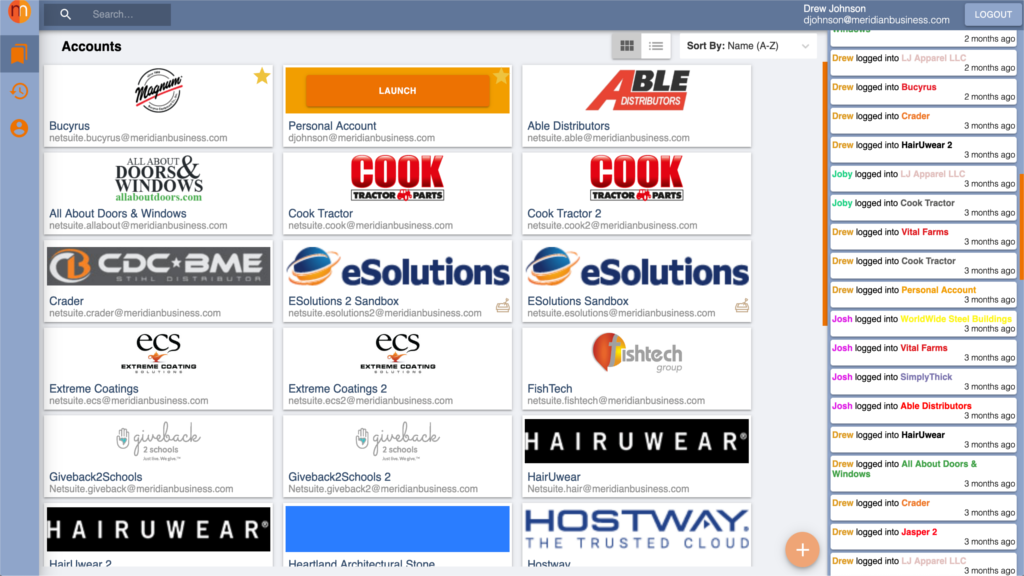 m
Search...
Drew Johnson
djohnson@meridianbusiness.com
LOGOUT
Accounts
Sort By: Name (A-Z)
Magnum
Bucyrus
netsuite.bucyrus@meridianbusiness.com
LAUNCH
Personal Account
djohnson@meridianbusiness.com
ABLE
DISTRIBUTORS
Able Distributors
netsuite.able@meridianbusiness.com
ALL ABOUT
DOORS &
WINDOWS
allaboutdoors.com
All About Doors & Windows
netsuite.allabout@meridianbusiness.com
COOK
TRACTOR PARTS
Cook Tractor
netsuite.cook@meridianbusiness.com
COOK
TRACTOR PARTS
Cook Tractor 2
netsuite.cook2@meridianbusiness.com
CDC★BME
STIHL DISTRIBUTOR
Crader
netsuite.crader@meridianbusiness.com
eSolutions
ESolutions 2 Sandbox
netsuite.esolutions2@meridianbusiness.com
eSolutions
ESolutions Sandbox
netsuite.esolutions@meridianbusiness.com
ecs
EXTREME COATING
SOLUTIONS
Extreme Coatings
netsuite.ecs@meridianbusiness.com
ecs
EXTREME COATING
SOLUTIONS
Extreme Coatings 2
netsuite.ecs2@meridianbusiness.com
fishtech
group
FishTech
netsuite.fishtech@meridianbusiness.com
giveback
2 schools
Just live. We give.™
Giveback2Schools
Netsuite.giveback@meridianbusiness.com
giveback
2 schools
Just live. We give.™
Giveback2Schools 2
Netsuite.giveback2@meridianbusiness.com
HAIRUWEAR®
HairUwear
Netsuite.hair@meridianbusiness.com
HAIRUWEAR®
HairUwear 2
Heartland Architectural Stone
HOSTWAY.
THE TRUSTED CLOUD
Hostway
Windows
2 months ago
Drew logged into LJ Apparel LLC
2 months ago
Drew logged into Bucyrus
2 months ago
Drew logged into Crader
3 months ago
Drew logged into HairUwear 2
3 months ago
Joby logged into LJ Apparel LLC
3 months ago
Joby logged into Cook Tractor
3 months ago
Drew logged into Vital Farms
3 months ago
Drew logged into Cook Tractor
3 months ago
Drew logged into Personal Account
3 months ago
Josh logged into WorldWide Steel Buildings
3 months ago
Josh logged into Vital Farms
3 months ago
Josh logged into SimplyThick
3 months ago
Josh logged into Able Distributors
3 months ago
Drew logged into HairUwear
3 months ago
Drew logged into All About Doors &
Windows
3 months ago
Drew logged into Crader
3 months ago
Drew logged into Jasper 2
3 months ago
Drew logged into LJ Apparel LLC
3 months ago